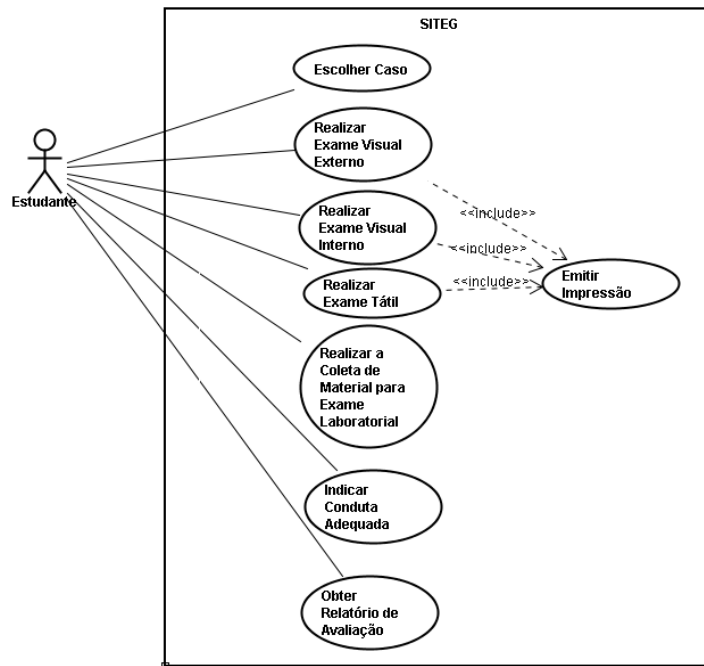 SITEG
Escolher Caso
Realizar
Exame Visual
Externo
Estudante
<<include>>
Realizar
Exame Visual
Interno
<<include>>
Emitir
Impressão
<<include>>
Realizar
Exame Tátil
Realizar a
Coleta de
Material para
Exame
Laboratorial
Indicar
Conduta
Adequada
Obter
Relatório de
Avaliação